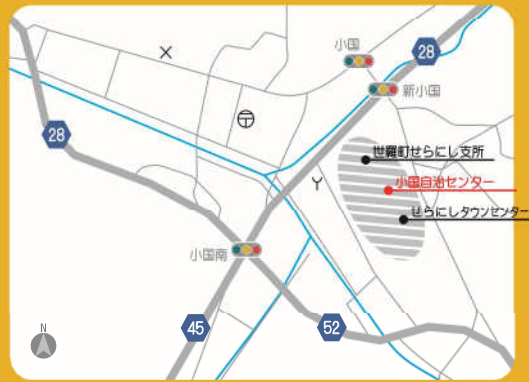 小国
28
新小国
28
世羅町せらにし支所
小国自治センター
せらにしタウンセンター
小国南
45
52
N